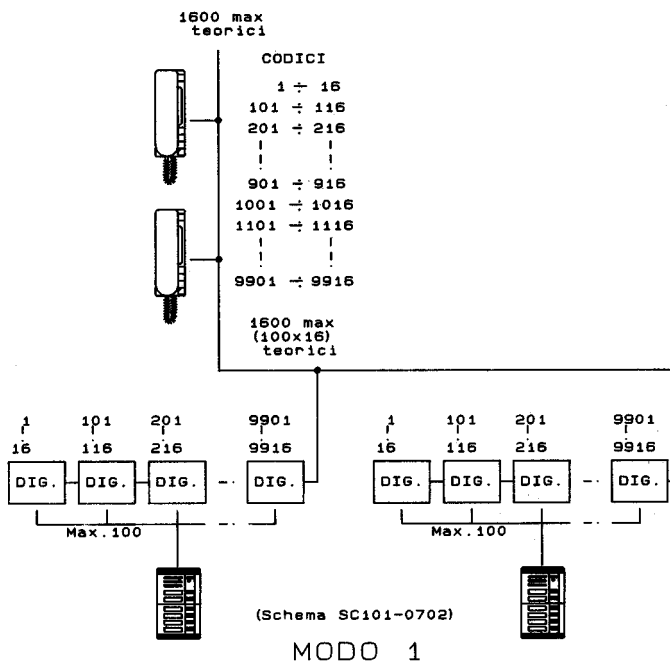 1600 max
teorici
CODICI
1 ÷ 16
101 ÷ 116
201 ÷ 216
901 ÷ 916
1001 ÷ 1016
1101 ÷ 1116
9901 ÷ 9916
1600 max
(100x16)
teorici
1 101 201 9901
16 116 216 9916
DIG. DIG. DIG. DIG.
Max.100
1 101 201 9901
16 116 216 9916
DIG. DIG. DIG. DIG.
Max.100
(Schema SC101-0702)
MODO 1